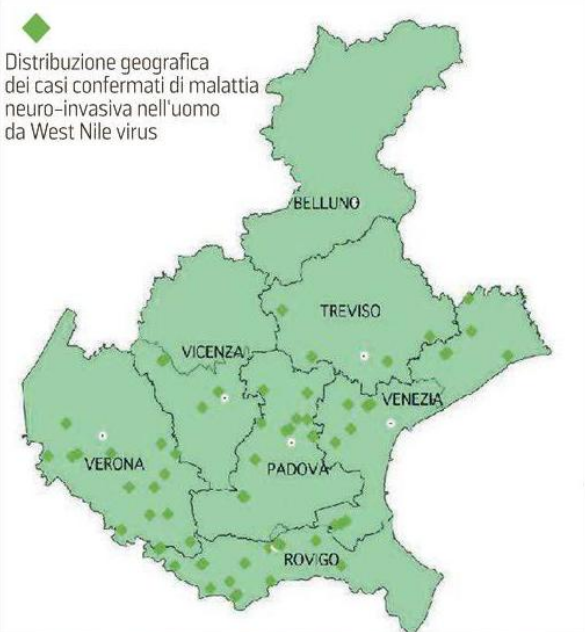 Distribuzione geografica
dei casi confermati di malattia
neuro-invasiva nell'uomo
da West Nile virus
BELLUNO
TREVISO
VICENZA
VENEZIA
VERONA
PADOVA
ROVIGO